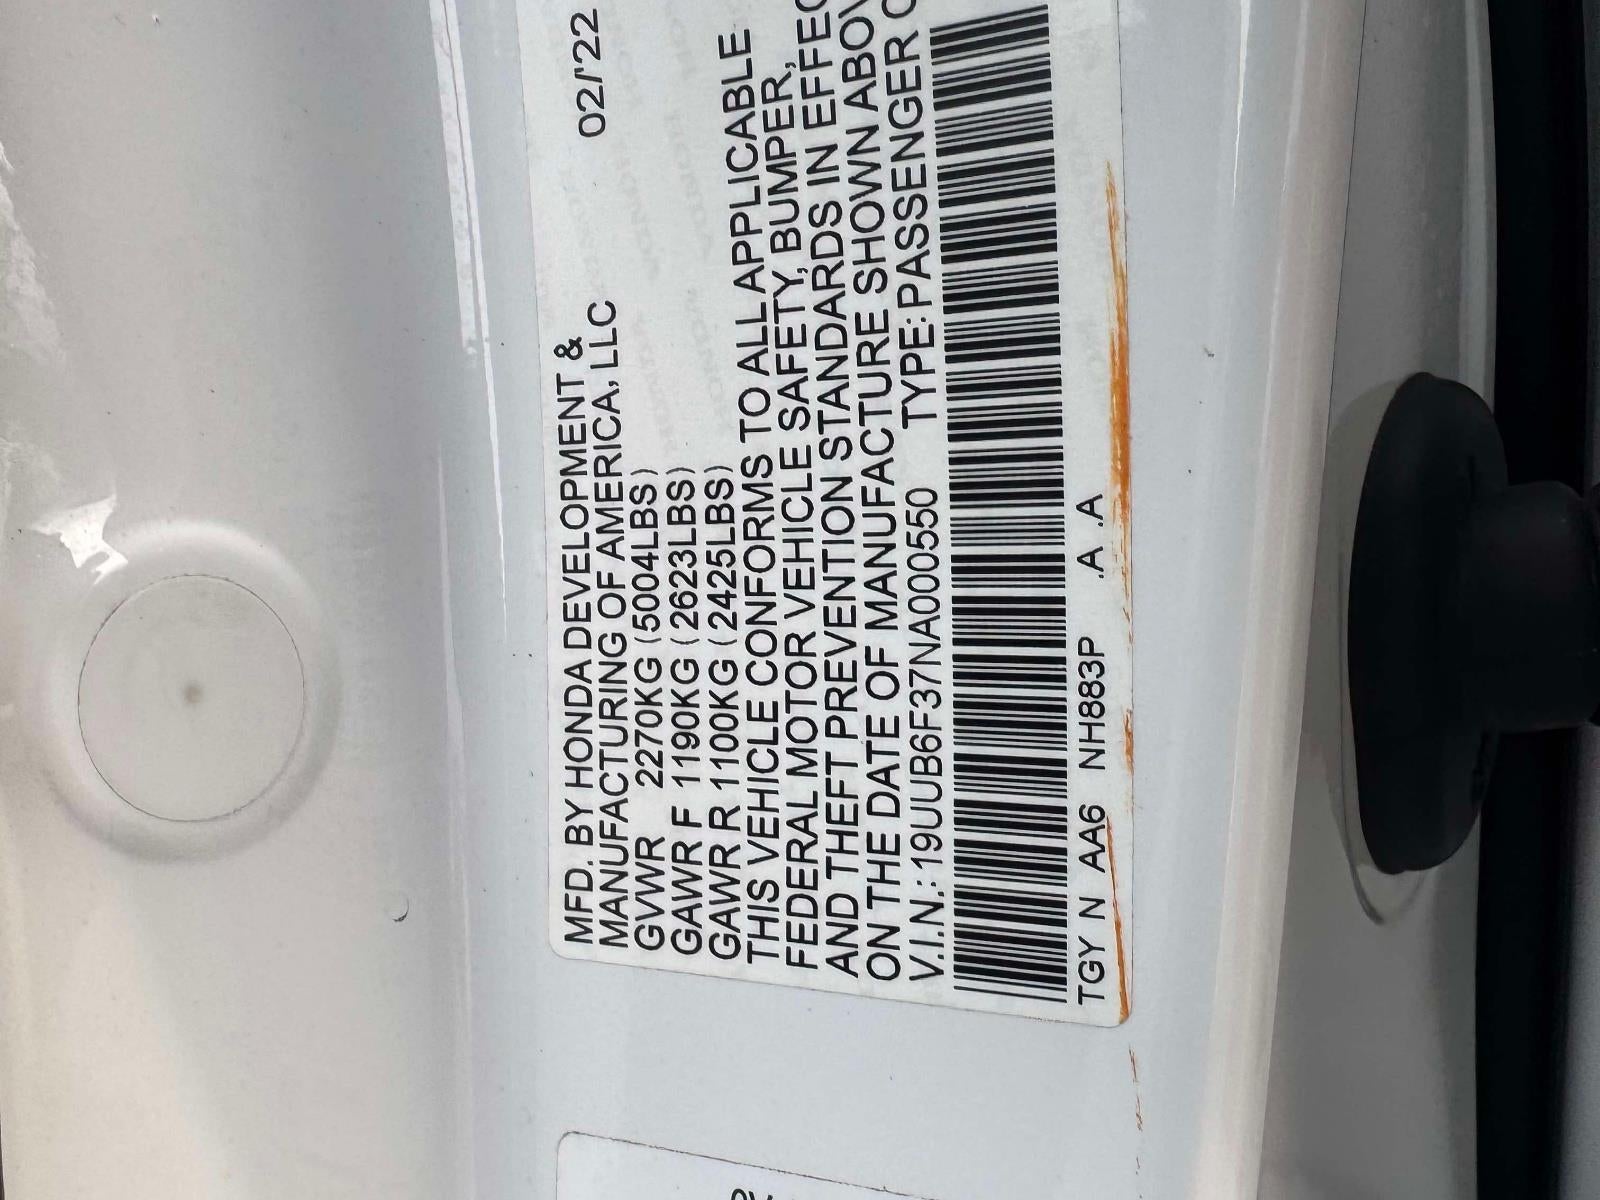 MFD. BY HONDA DEVELOPMENT &
MANUFACTURING OF AMERICA, LLC 02/'22
GVWR 2270KG (5004LBS)
GAWR F 1190KG (2623LBS)
GAWR R 1100KG (2425LBS)
THIS VEHICLE CONFORMS TO ALL APPLICABLE
FEDERAL MOTOR VEHICLE SAFETY, BUMPER,
AND THEFT PREVENTION STANDARDS IN EFFEC
ON THE DATE OF MANUFACTURE SHOWN ABOV
V.I.N.: 19UUB6F37NA000550 TYPE: PASSENGER C
TGY N AA6 NH883P .A .A